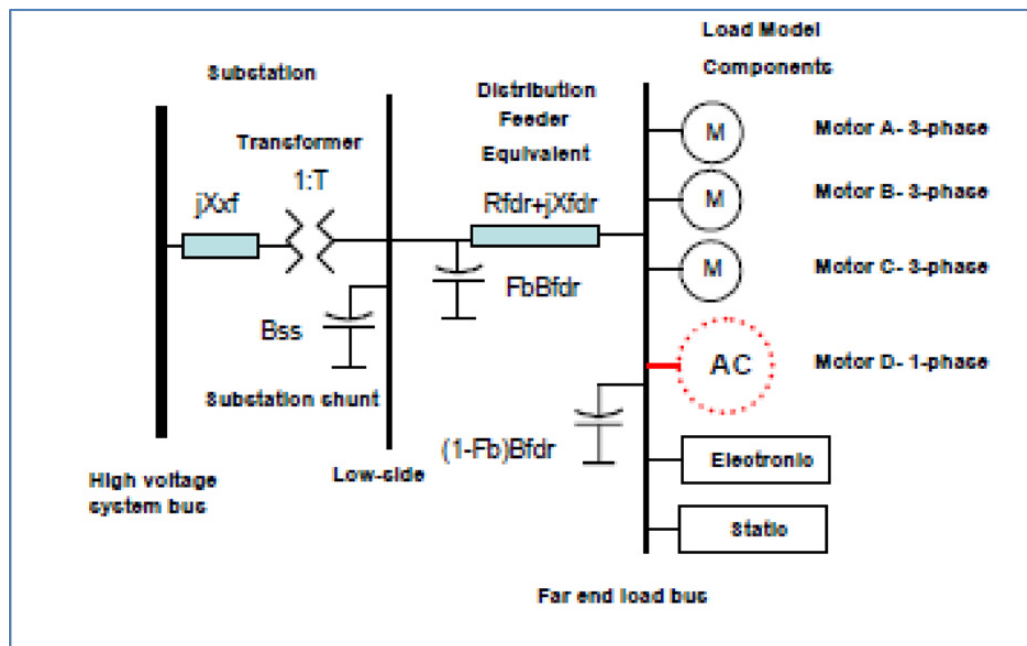 Load Model
Components
Substation
Distribution
Feeder
Equivalent
Transformer
1:T
jXxf
Rfdr+jXfdr
M
Motor A- 3-phase
M
Motor B- 3-phase
M
Motor C- 3-phase
FbBfdr
Bss
AC
Motor D- 1-phase
Substation shunt
(1-Fb)Bfdr
Electronic
Low-side
High voltage
system bus
Static
Far end load bus